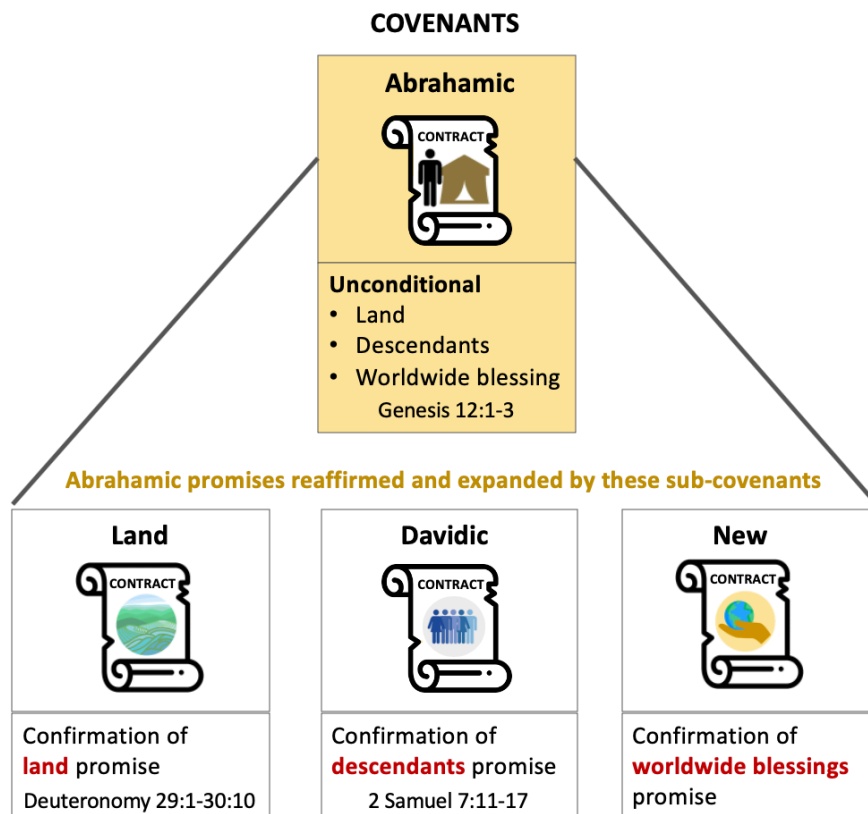 COVENANTS
Abrahamic
CONTRACT
Unconditional
• Land
• Descendants
• Worldwide blessing
Genesis 12:1-3
Abrahamic promises reaffirmed and expanded by these sub-covenants
Land
CONTRACT
Confirmation of
land promise
Deuteronomy 29:1-30:10
Davidic
CONTRACT
Confirmation of
descendants promise
2 Samuel 7:11-17
New
CONTRACT
Confirmation of
worldwide blessings
promise